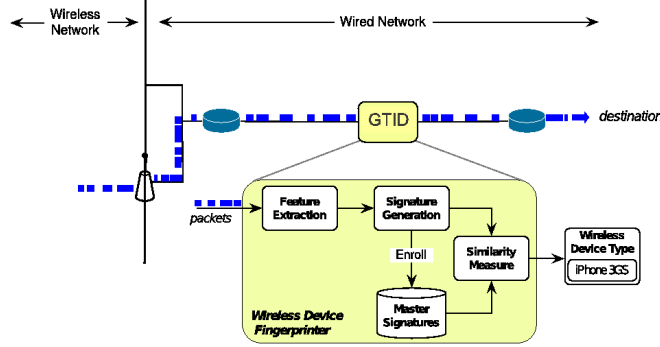 Wireless
Network
Wired Network
GTID
destination
packets
Feature
Extraction
Signature
Generation
Enroll
Similarity
Measure
Master
Signatures
Wireless Device
Fingerprinter
Wireless
Device Type
iPhone 3GS